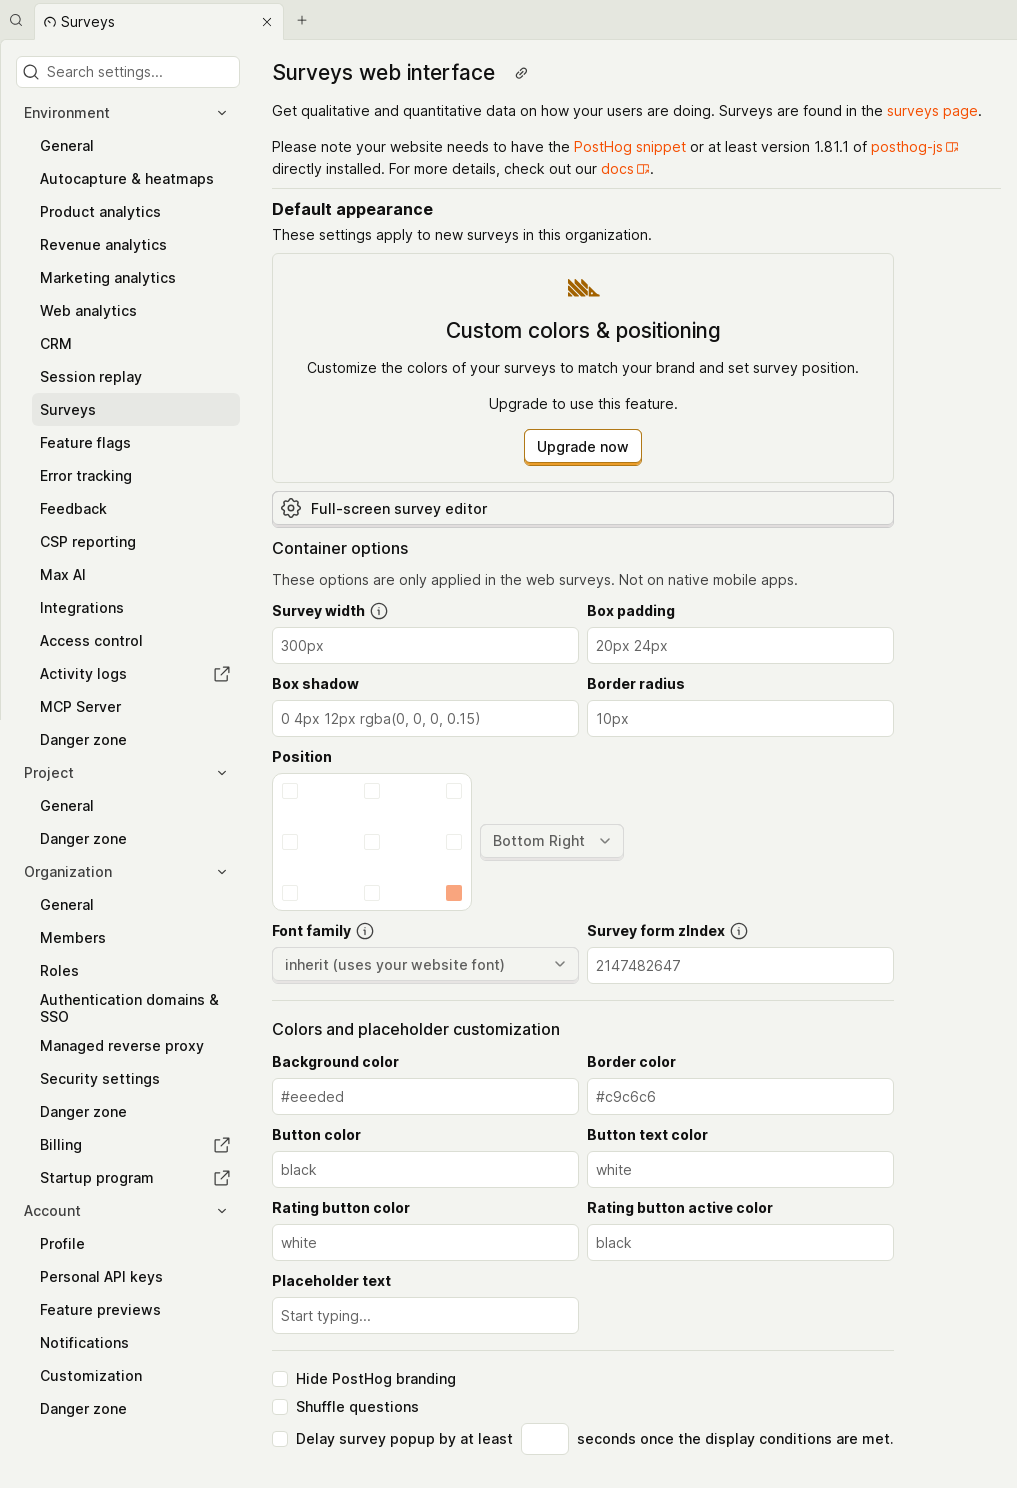 Surveys
Search settings...
Environment
General
Autocapture & heatmaps
Product analytics
Revenue analytics
Marketing analytics
Web analytics
CRM
Session replay
Surveys
Feature flags
Error tracking
Feedback
CSP reporting
Max AI
Integrations
Access control
Activity logs
MCP Server
Danger zone
Project
General
Danger zone
Organization
General
Members
Roles
Authentication domains &
SSO
Managed reverse proxy
Security settings
Danger zone
Billing
Startup program
Account
Profile
Personal API keys
Feature previews
Notifications
Customization
Danger zone
Surveys web interface
Get qualitative and quantitative data on how your users are doing. Surveys are found in the surveys page.
Please note your website needs to have the PostHog snippet or at least version 1.81.1 of posthog-js
directly installed. For more details, check out our docs.
Default appearance
These settings apply to new surveys in this organization.
Custom colors & positioning
Customize the colors of your surveys to match your brand and set survey position.
Upgrade to use this feature.
Upgrade now
Full-screen survey editor
Container options
These options are only applied in the web surveys. Not on native mobile apps.
Survey width
Box padding
300px
20px 24px
Box shadow
Border radius
0 4px 12px rgba(0, 0, 0, 0.15)
10px
Position
Bottom Right
Font family
Survey form zIndex
inherit (uses your website font)
2147482647
Colors and placeholder customization
Background color
Border color
#eeeded
#c9c6c6
Button color
Button text color
black
white
Rating button color
Rating button active color
white
black
Placeholder text
Start typing...
Hide PostHog branding
Shuffle questions
Delay survey popup by at least seconds once the display conditions are met.